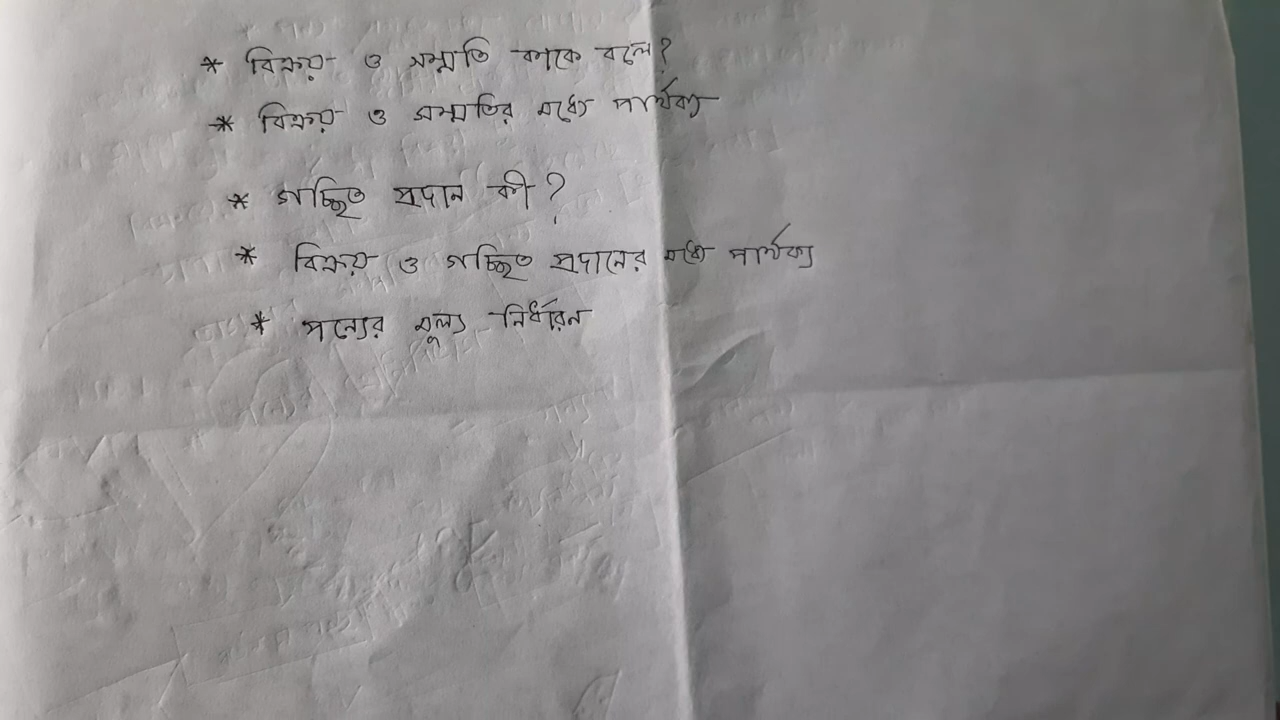 * বিক্রয় ও সম্মতি কাকে বলে?
* বিক্রয় ও সম্মতির মধ্যে পার্থক্য
* গচ্ছিত প্রদান কী?
* বিক্রয় ও গচ্ছিত প্রদানের মধ্যে পার্থক্য
* পন্যের মূল্য নির্ধারন